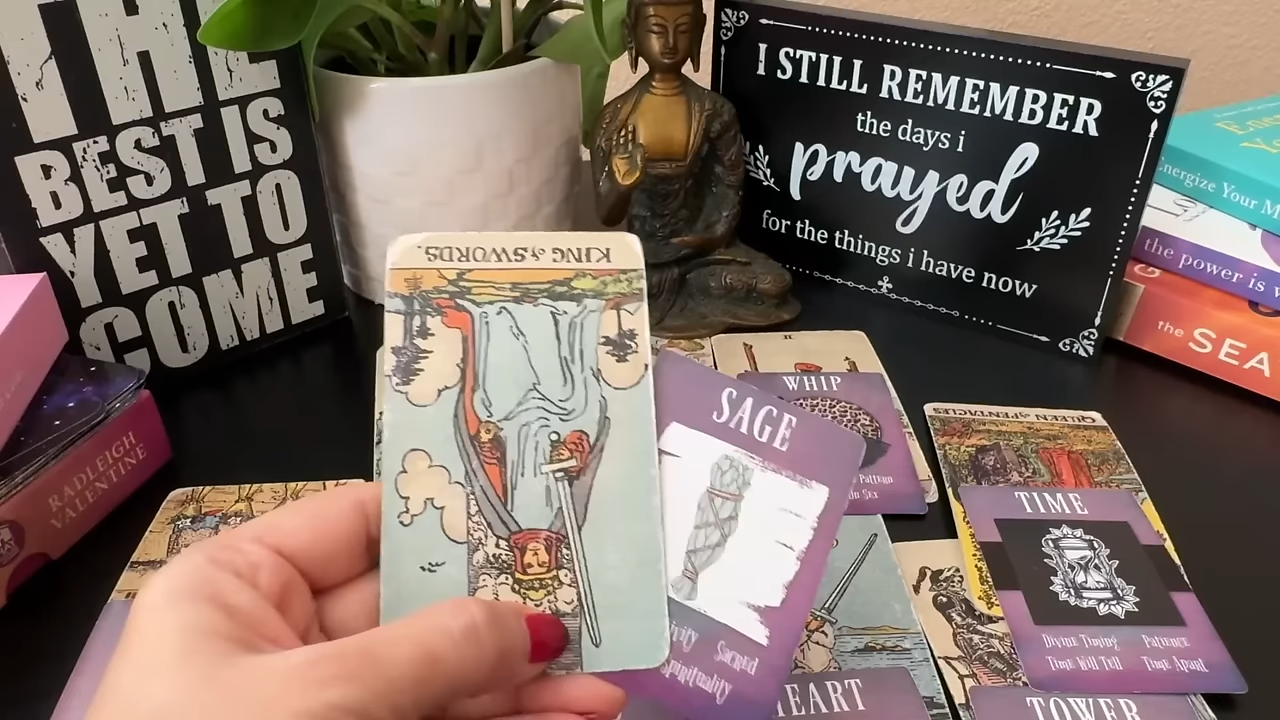 THE
BEST IS
YET TO
COME
I STILL REMEMBER
the days i
prayed
for the things i have now
Energize Your M
the power is
the SEA
RADLEIGH
VALENTINE
KING of SWORDS.
II
WHIP
SAGE
Sacred
Spirituality
QUEEN of PENTACLES
TIME
Divine Timing Patience
Time Will Tell Time Apart
HEART
TOWER